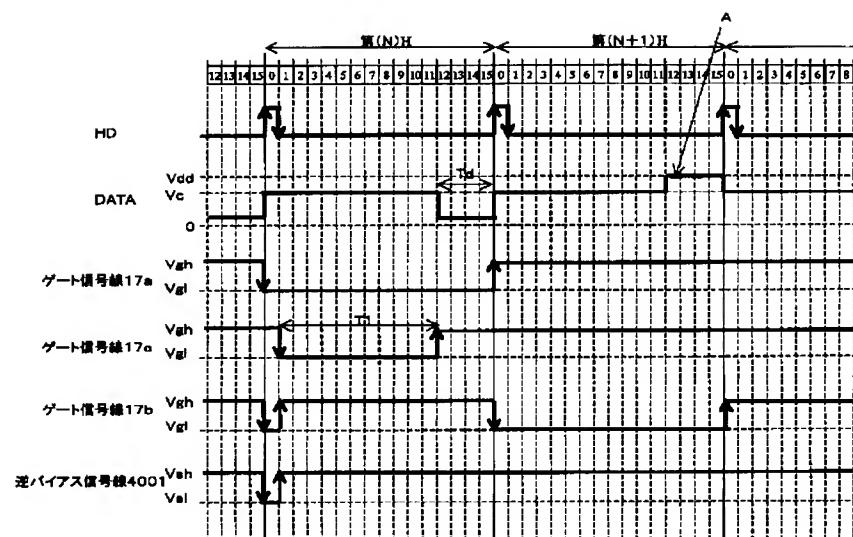 A
第(N)H
第(N+1)H
12 13 14 15 0 1 2 3 4 5 6 7 8 9 10 11 12 13 14 15 0 1 2 3 4 5 6 7 8 9 10 11 12 13 14 15 0 1 2 3 4 5 6 7 8
HD
Vdd
Td
DATA
Vc
0
Vgh
ゲート信号線17a
Vgl
Vgh
ゲート信号線17c
Vgl
Vgh
ゲート信号線17b
Vgl
Vsh
逆バイアス信号線4001
Vsl